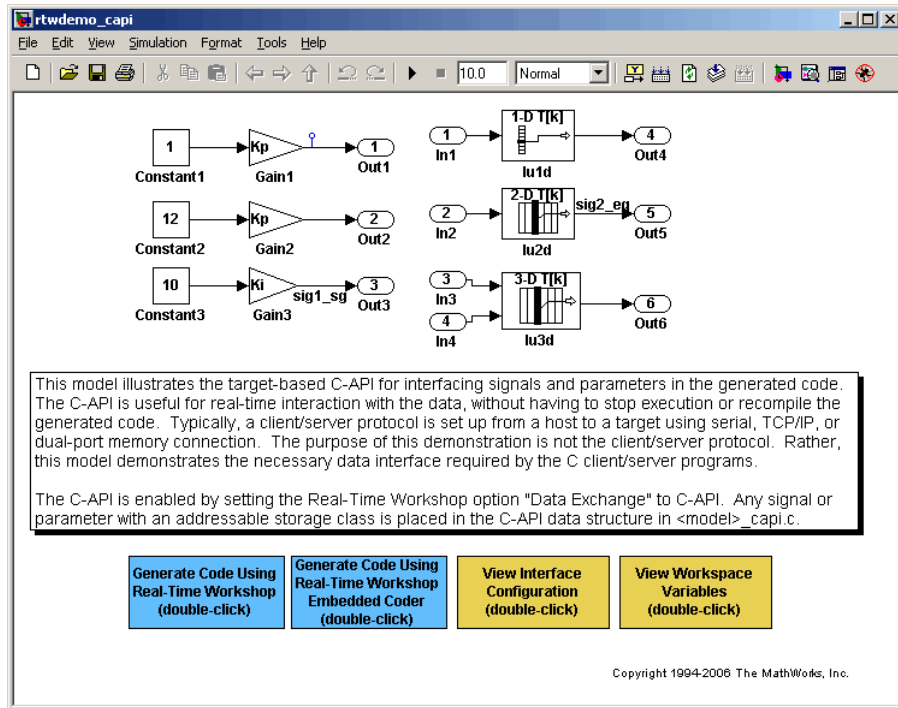 rtwdemo_capi
File Edit View Simulation Format Tools Help
10.0 Normal
1
Constant1
Kp
Gain1
1
Out1
1
In1
1-D T[k]
lu1d
4
Out4
12
Constant2
Kp
Gain2
2
Out2
2
In2
2-D T[k]
lu2d
sig2_eg
5
Out5
10
Constant3
Ki
Gain3
sig1_sg
3
Out3
3
In3
4
In4
3-D T[k]
lu3d
6
Out6
This model illustrates the target-based C-API for interfacing signals and parameters in the generated code.
The C-API is useful for real-time interaction with the data, without having to stop execution or recompile the
generated code. Typically, a client/server protocol is set up from a host to a target using serial, TCP/IP, or
dual-port memory connection. The purpose of this demonstration is not the client/server protocol. Rather,
this model demonstrates the necessary data interface required by the C client/server programs.
The C-API is enabled by setting the Real-Time Workshop option "Data Exchange" to C-API. Any signal or
parameter with an addressable storage class is placed in the C-API data structure in <model>_capi.c.
Generate Code Using
Real-Time Workshop
(double-click)
Generate Code Using
Real-Time Workshop
Embedded Coder
(double-click)
View Interface
Configuration
(double-click)
View Workspace
Variables
(double-click)
Copyright 1994-2006 The MathWorks, Inc.